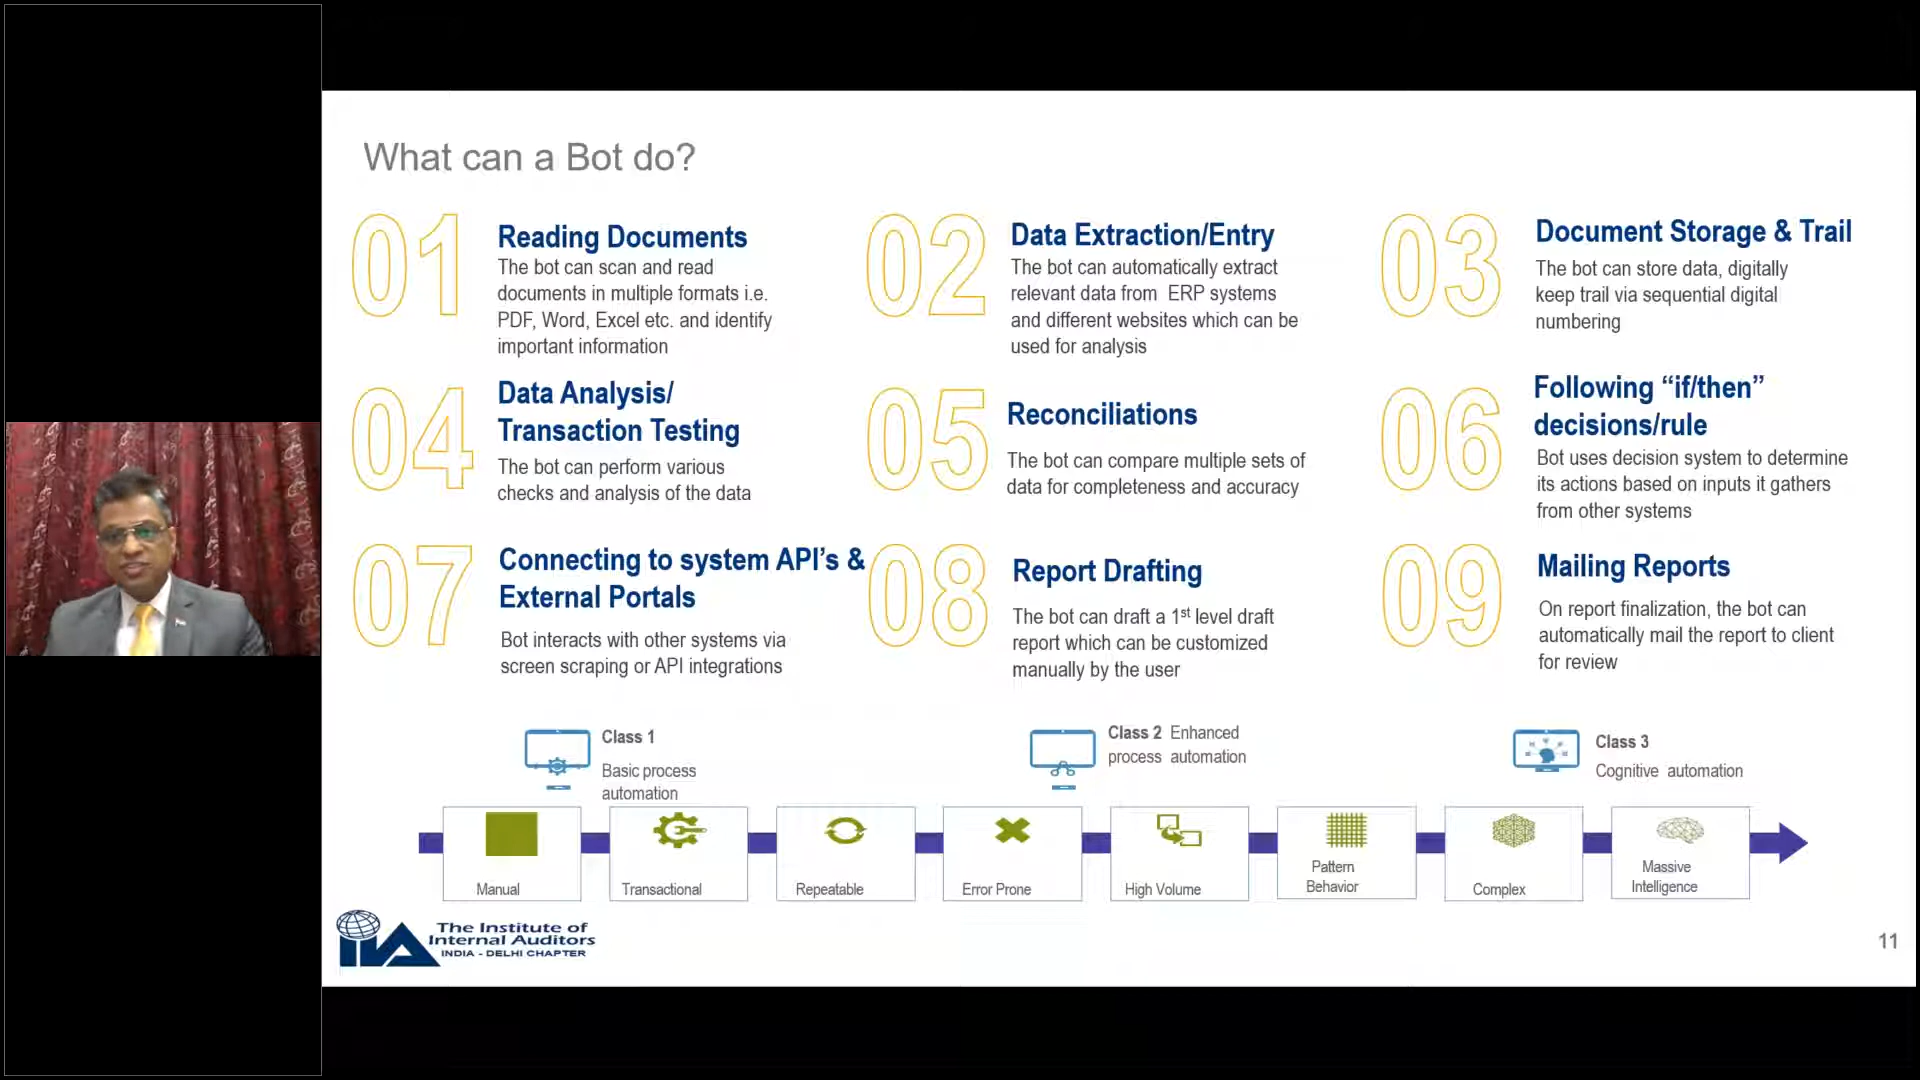 What can a Bot do?
01
Reading Documents
The bot can scan and read
documents in multiple formats i.e.
PDF, Word, Excel etc. and identify
important information
02
Data Extraction/Entry
The bot can automatically extract
relevant data from ERP systems
and different websites which can be
used for analysis
03
Document Storage & Trail
The bot can store data, digitally
keep trail via sequential digital
numbering
04
Data Analysis/
Transaction Testing
The bot can perform various
checks and analysis of the data
05
Reconciliations
The bot can compare multiple sets of
data for completeness and accuracy
06
Following “if/then”
decisions/rule
Bot uses decision system to determine
its actions based on inputs it gathers
from other systems
07
Connecting to system API’s &
External Portals
Bot interacts with other systems via
screen scraping or API integrations
08
Report Drafting
The bot can draft a 1st level draft
report which can be customized
manually by the user
09
Mailing Reports
On report finalization, the bot can
automatically mail the report to client
for review
Class 1
Basic process
automation
Class 2 Enhanced
process automation
Class 3
Cognitive automation
Manual
Transactional
Repeatable
Error Prone
High Volume
Pattern
Behavior
Complex
Massive
Intelligence
IIA
The Institute of
Internal Auditors
INDIA - DELHI CHAPTER
11